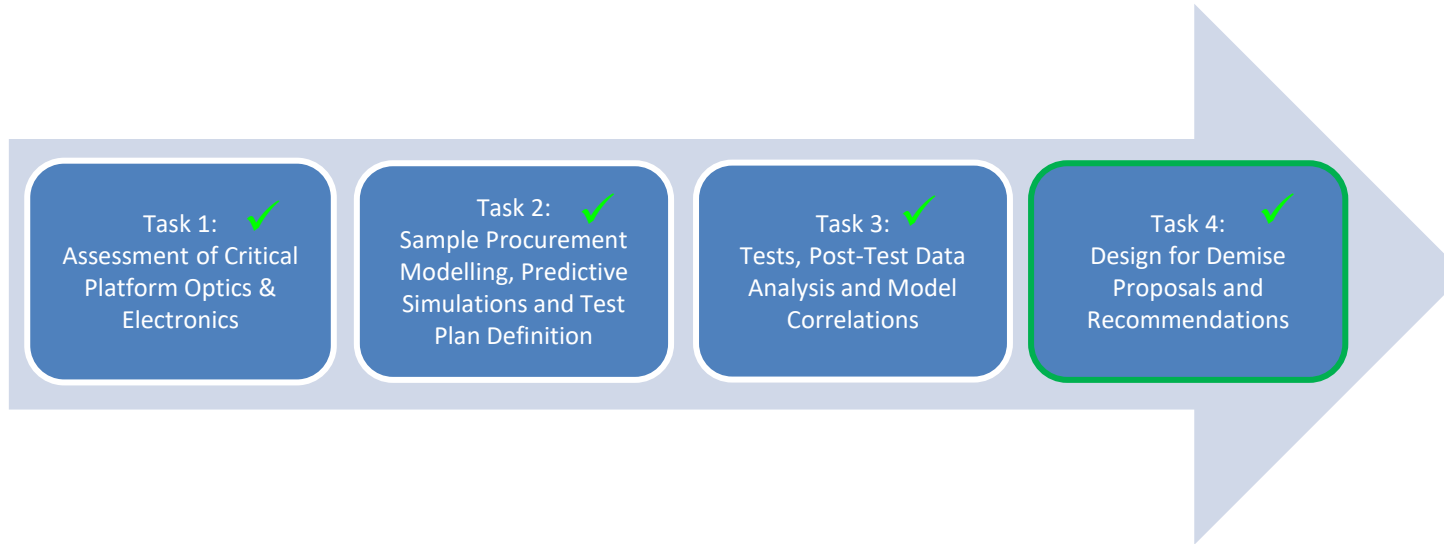 Task 1:
Assessment of Critical
Platform Optics &
Electronics
Task 2:
Sample Procurement
Modelling, Predictive
Simulations and Test
Plan Definition
Task 3:
Tests, Post-Test Data
Analysis and Model
Correlations
Task 4:
Design for Demise
Proposals and
Recommendations